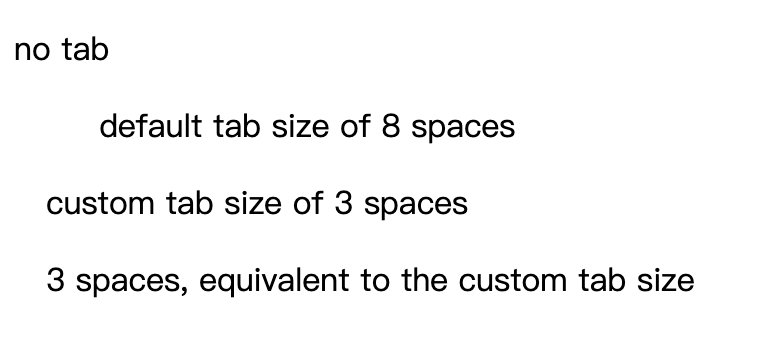 no tab
default tab size of 8 spaces
custom tab size of 3 spaces
3 spaces, equivalent to the custom tab size